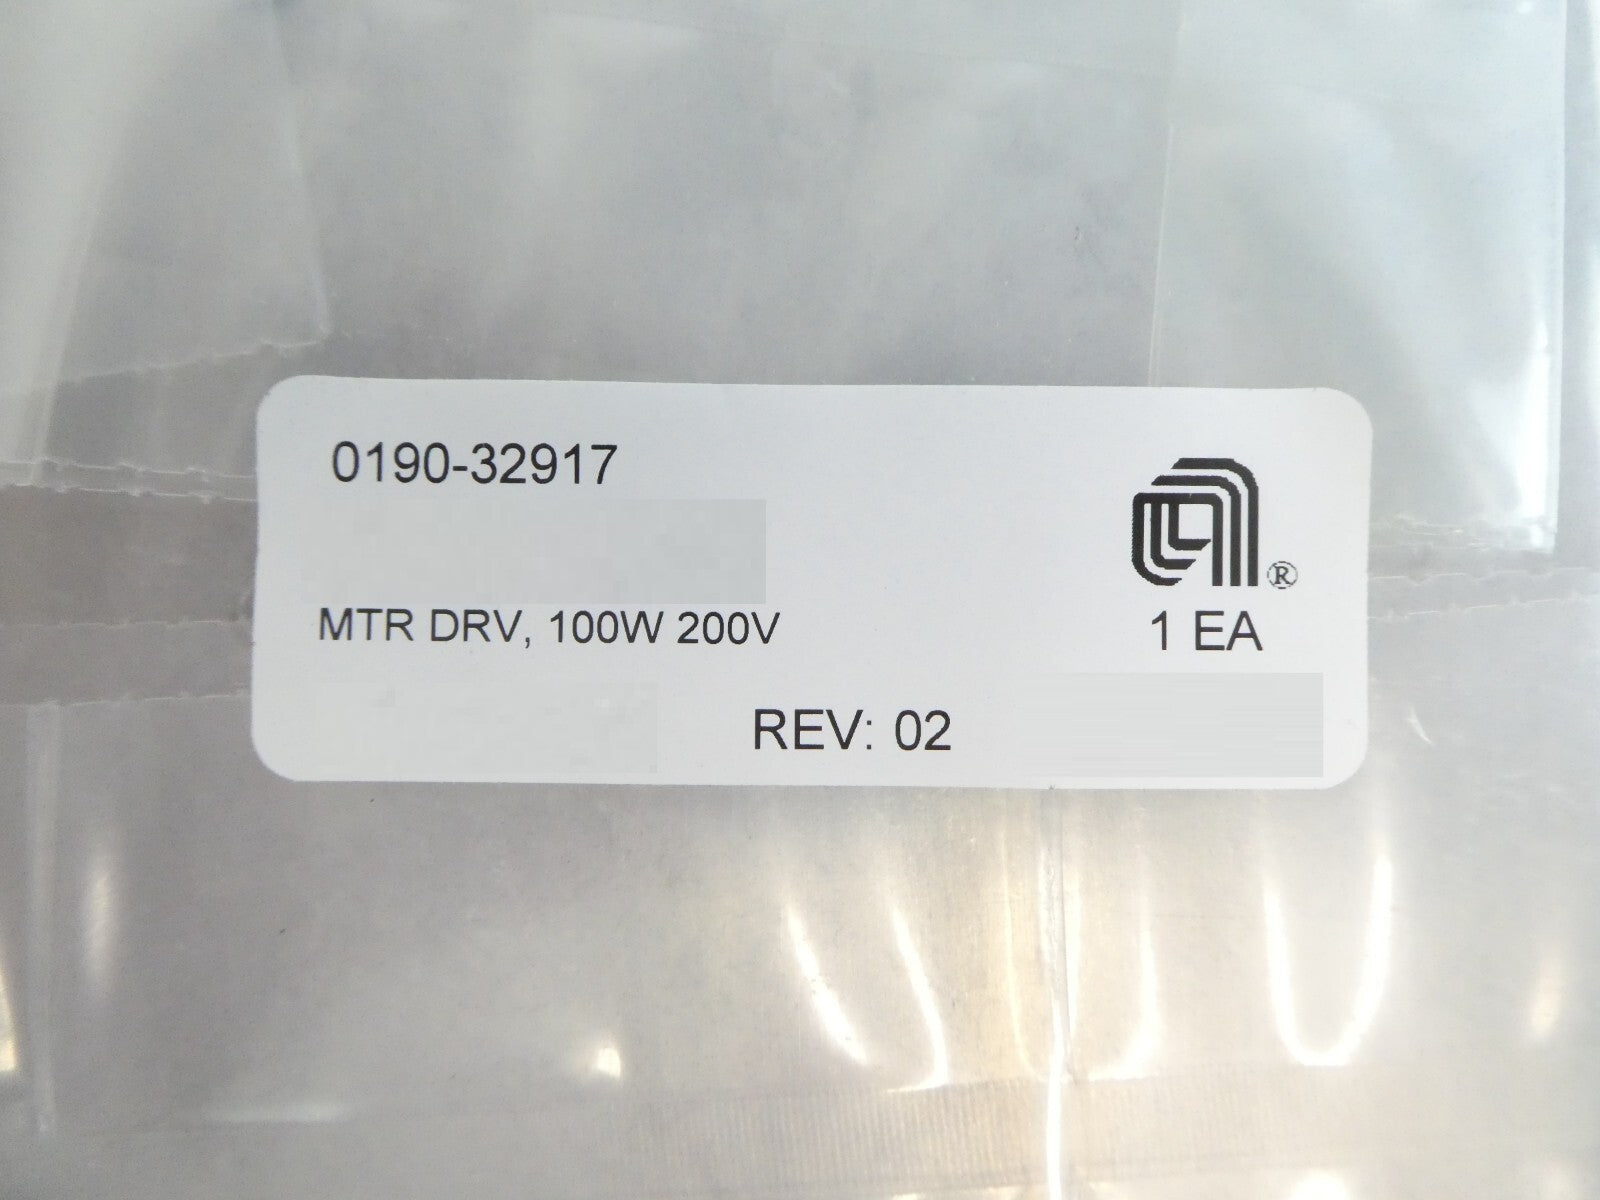 0190-32917
®
MTR DRV, 100W 200V
1 EA
REV: 02